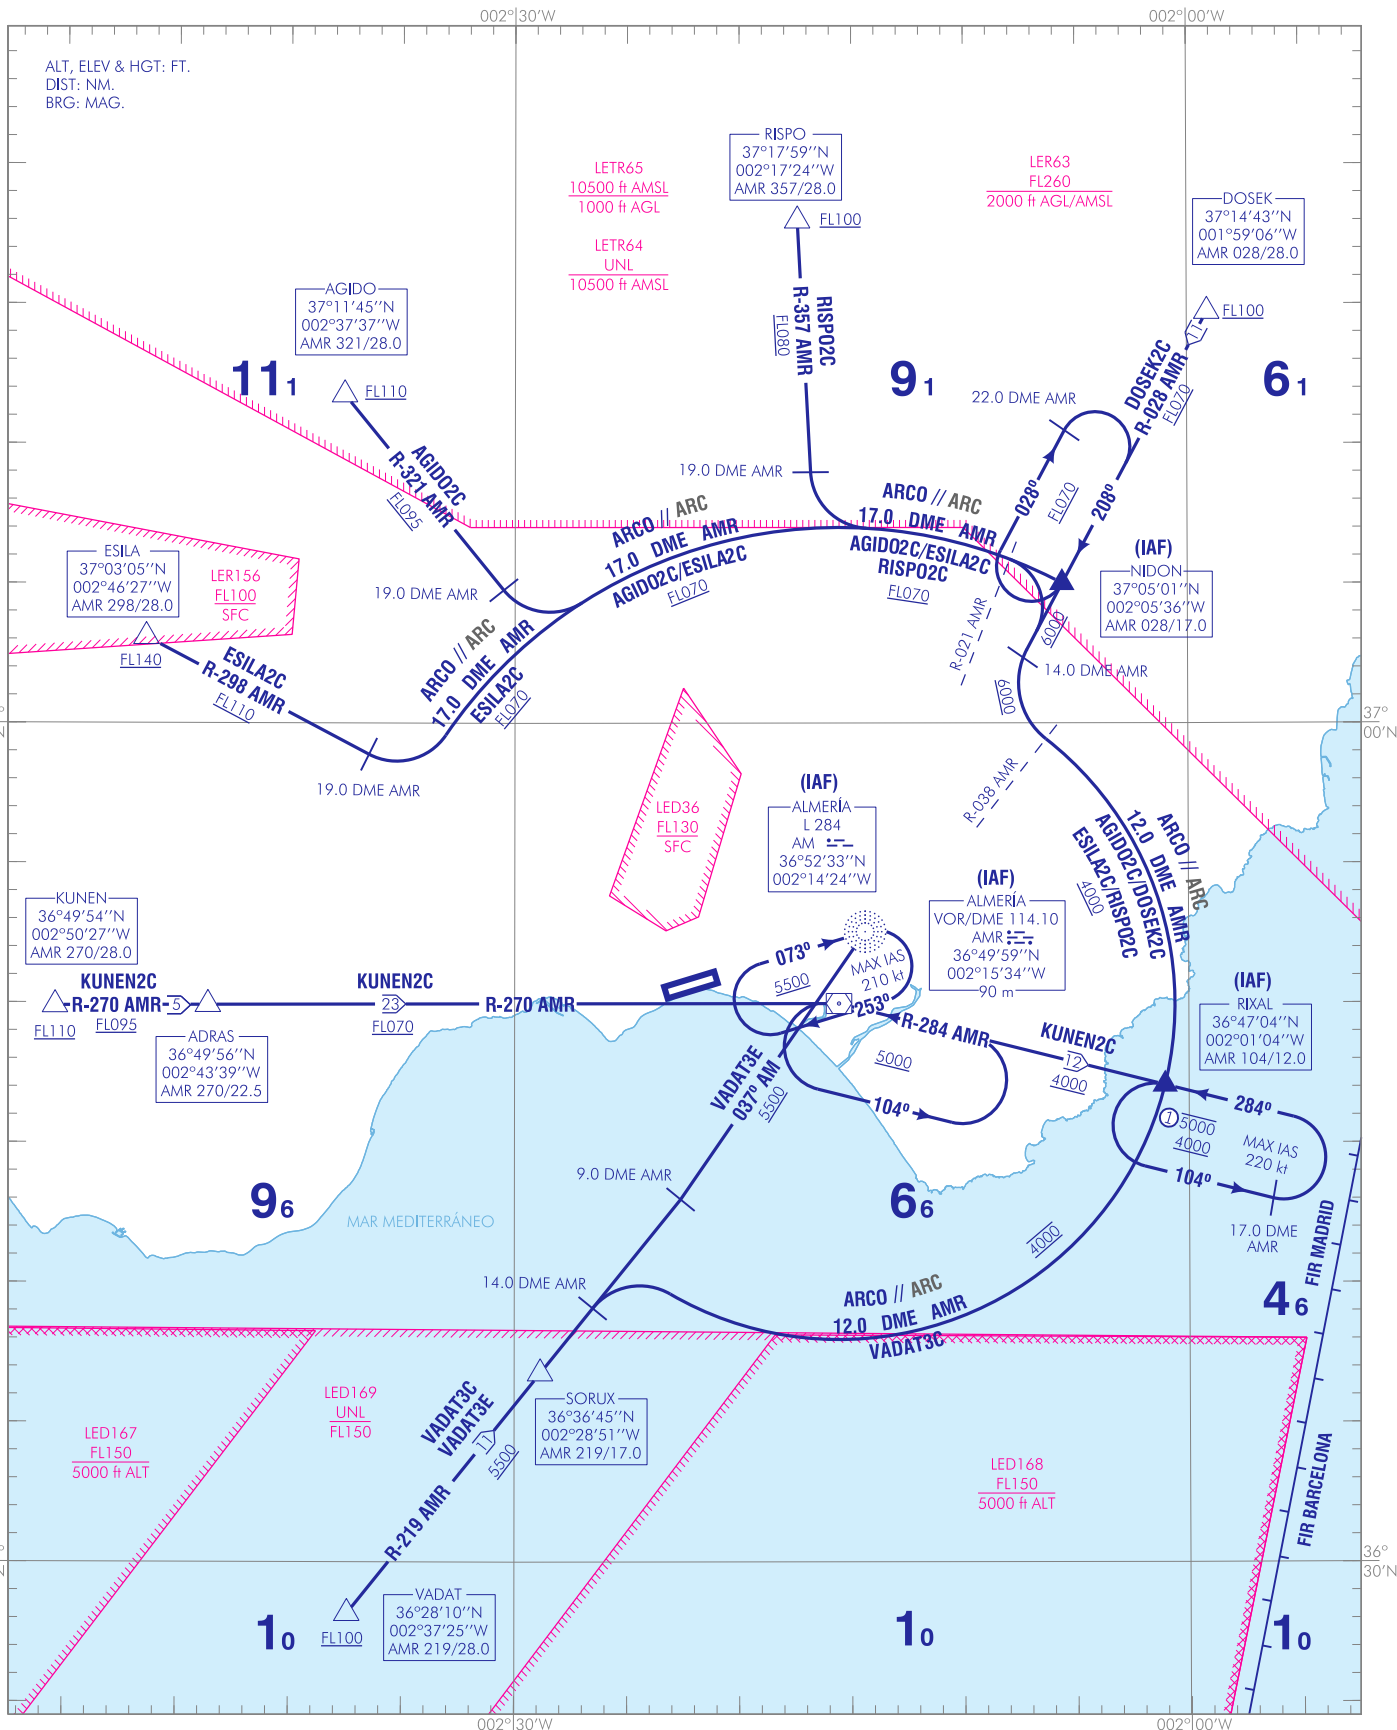 002°30'W
002°00'W
ALT, ELEV & HGT: FT.
DIST: NM.
BRG: MAG.
RISPO
37°17'59''N
002°17'24''W
AMR 357/28.0
FL100
LETR65
10500 ft AMSL
1000 ft AGL
LETR64
UNL
10500 ft AMSL
LER63
FL260
2000 ft AGL/AMSL
DOSEK
37°14'43''N
001°59'06''W
AMR 028/28.0
FL100
AGIDO
37°11'45''N
002°37'37''W
AMR 321/28.0
FL110
11 1
9 1
6 1
RISPO2C
R-357 AMR
FL080
11
DOSEK2C
R-028 AMR
FL070
22.0 DME AMR
19.0 DME AMR
AGIDO2C
R-321 AMR
FL095
028º
FL070
208º
ARCO // ARC
17.0 DME AMR
AGIDO2C/ESILA2C
FL070
ARCO // ARC
17.0 DME AMR
AGIDO2C/ESILA2C
RISPO2C
FL070
(IAF)
NIDON
37°05'01''N
002°05'36''W
AMR 028/17.0
ESILA
37°03'05''N
002°46'27''W
AMR 298/28.0
FL140
LER156
FL100
SFC
19.0 DME AMR
R-021 AMR
6000
14.0 DME AMR
6000
ESILA2C
R-298 AMR
FL110
ARCO // ARC
17.0 DME AMR
ESILA2C
FL070
37°
00'N
19.0 DME AMR
R-038 AMR
LED36
FL130
SFC
(IAF)
ALMERÍA
L 284
AM
36°52'33''N
002°14'24''W
ARCO // ARC
12.0 DME AMR
AGIDO2C/DOSEK2C
ESILA2C/RISPO2C
4000
(IAF)
ALMERÍA
VOR/DME 114.10
AMR
36°49'59''N
002°15'34''W
90 m
KUNEN
36°49'54''N
002°50'27''W
AMR 270/28.0
FL110
KUNEN2C
R-270 AMR
5
FL095
ADRAS
36°49'56''N
002°43'39''W
AMR 270/22.5
KUNEN2C
23
FL070
R-270 AMR
073º
5500
MAX IAS
210 kt
253º
R-284 AMR
KUNEN2C
12
4000
5000
104º
(IAF)
RIXAL
36°47'04''N
002°01'04''W
AMR 104/12.0
284º
1
5000
4000
MAX IAS
220 kt
104º
17.0 DME
AMR
VADAT3E
037º AM
5500
9.0 DME AMR
9 6
6 6
4 6
MAR MEDITERRÁNEO
14.0 DME AMR
4000
ARCO // ARC
12.0 DME AMR
VADAT3C
FIR MADRID
FIR BARCELONA
SORUX
36°36'45''N
002°28'51''W
AMR 219/17.0
LED169
UNL
FL150
LED167
FL150
5000 ft ALT
LED168
FL150
5000 ft ALT
VADAT3C
VADAT3E
11
5500
R-219 AMR
36°
30'N
VADAT
36°28'10''N
002°37'25''W
AMR 219/28.0
FL100
1 0
1 0
1 0
002°30'W
002°00'W